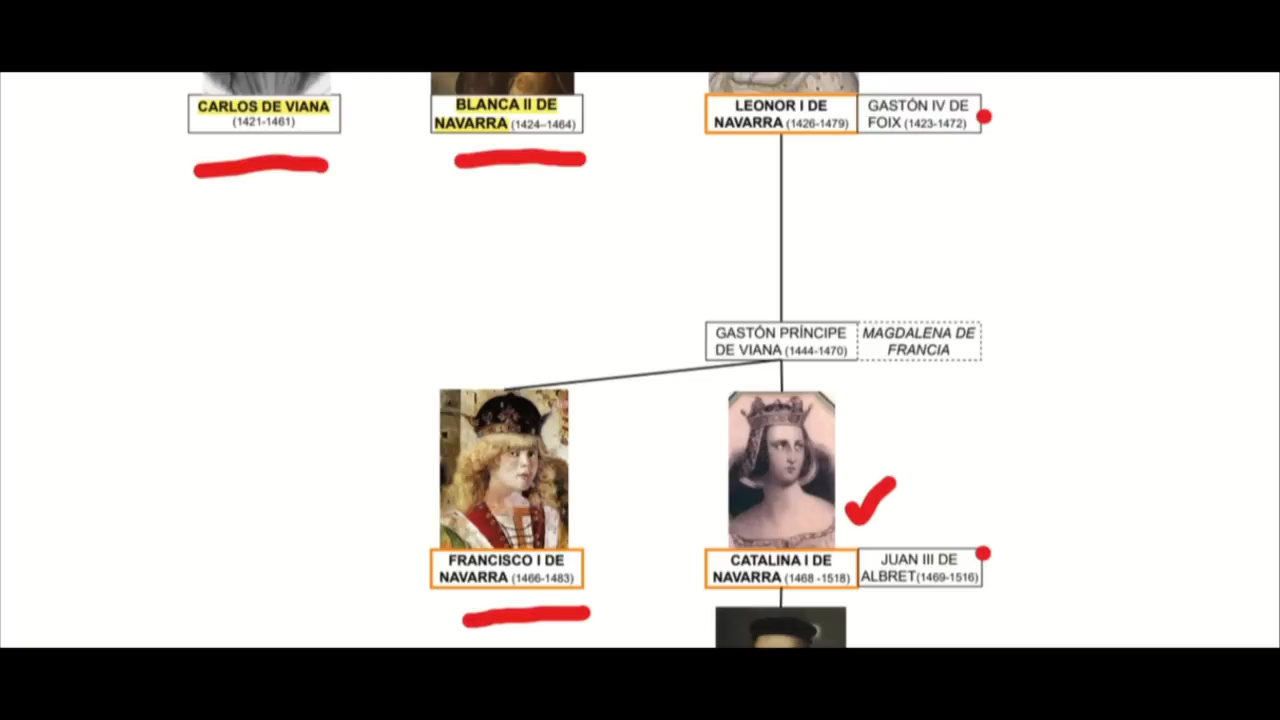 CARLOS DE VIANA
(1421-1461)
BLANCA II DE
NAVARRA (1424–1464)
LEONOR I DE
NAVARRA (1426-1479)
GASTÓN IV DE
FOIX (1423-1472)
GASTÓN PRÍNCIPE
DE VIANA (1444-1470)
MAGDALENA DE
FRANCIA
FRANCISCO I DE
NAVARRA (1466-1483)
CATALINA I DE
NAVARRA (1468 -1518)
JUAN III DE
ALBRET(1469-1516)